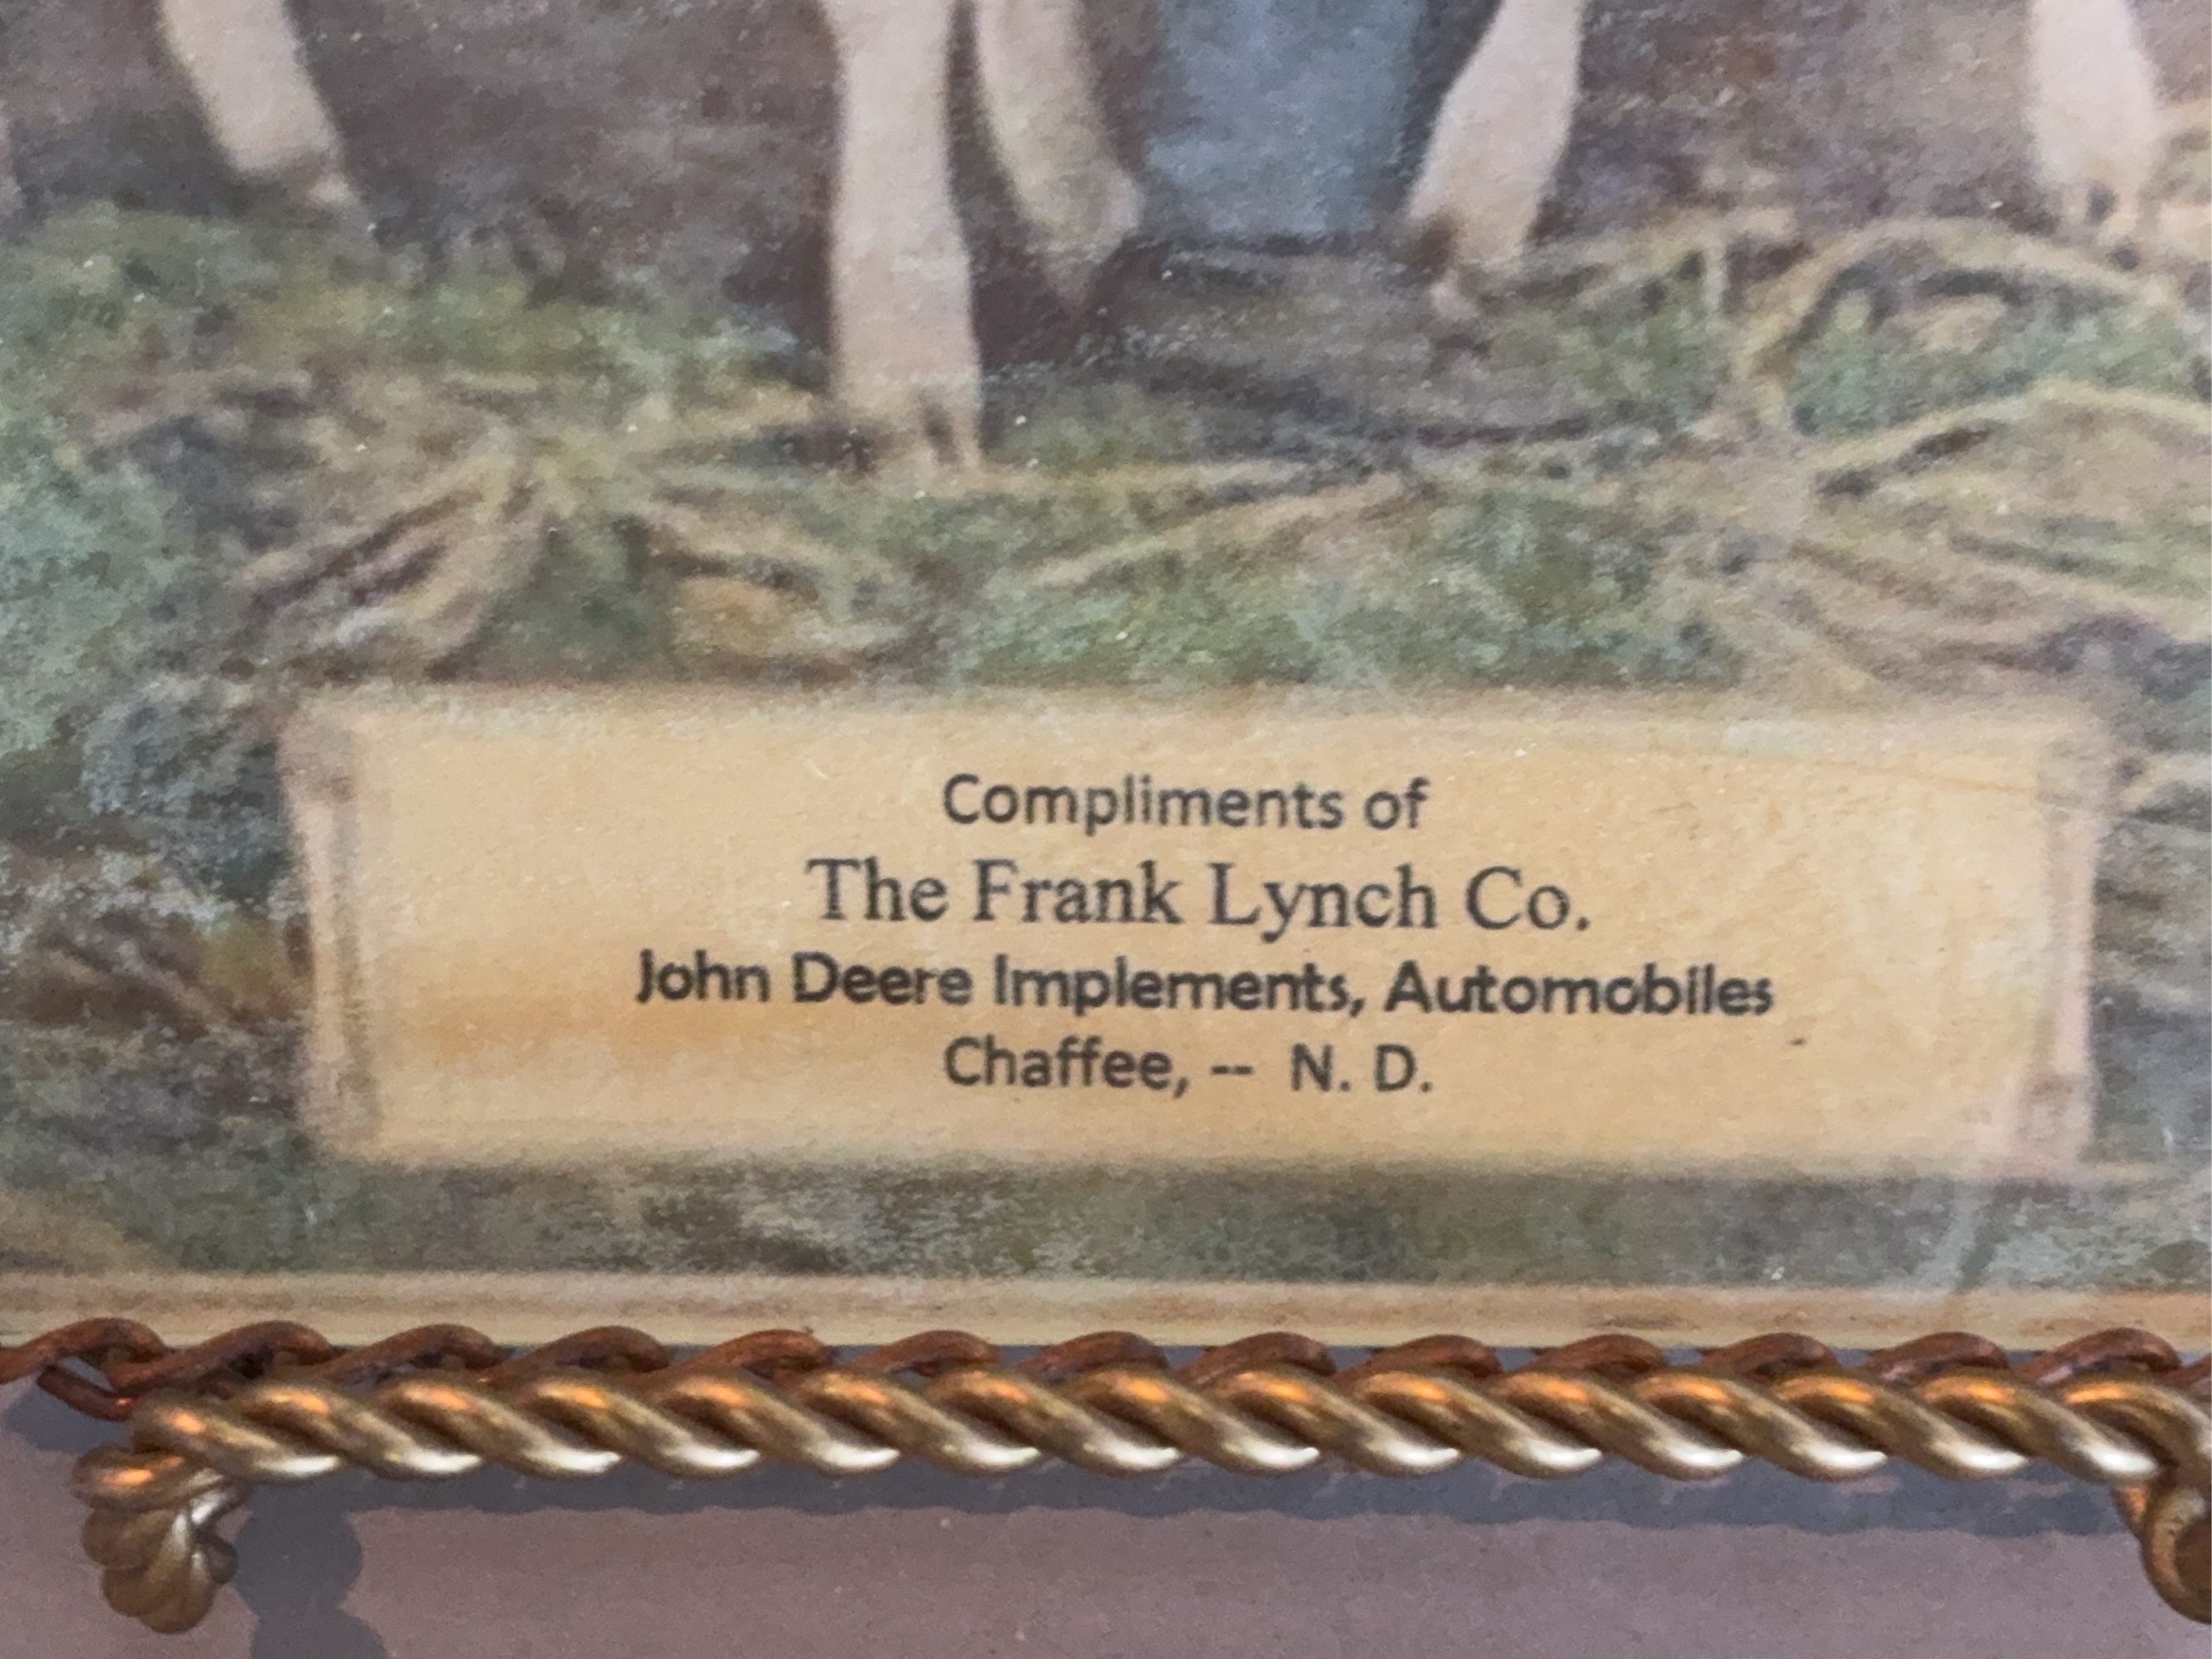 Compliments of
The Frank Lynch Co.
John Deere Implements, Automobiles
Chaffee, -- N. D.